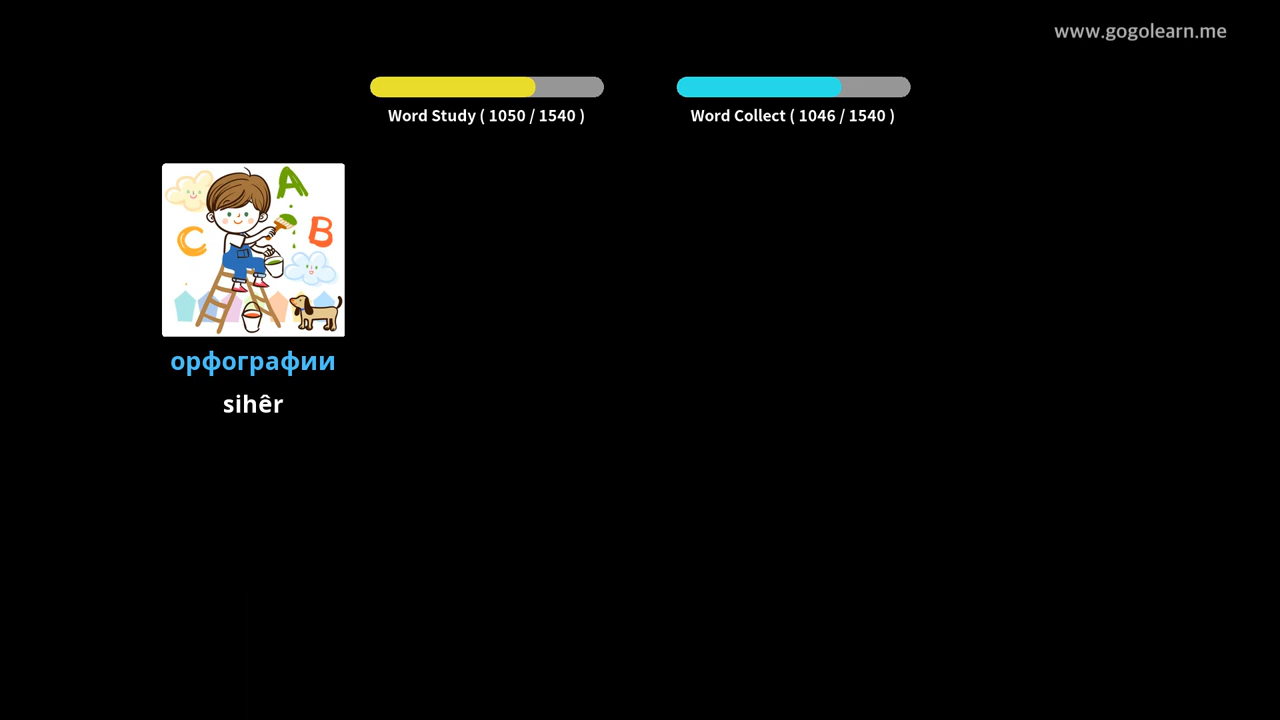 www.gogolearn.me
Word Study ( 1050 / 1540 )
Word Collect ( 1046 / 1540 )
A
B
C
орфографии
sihêr